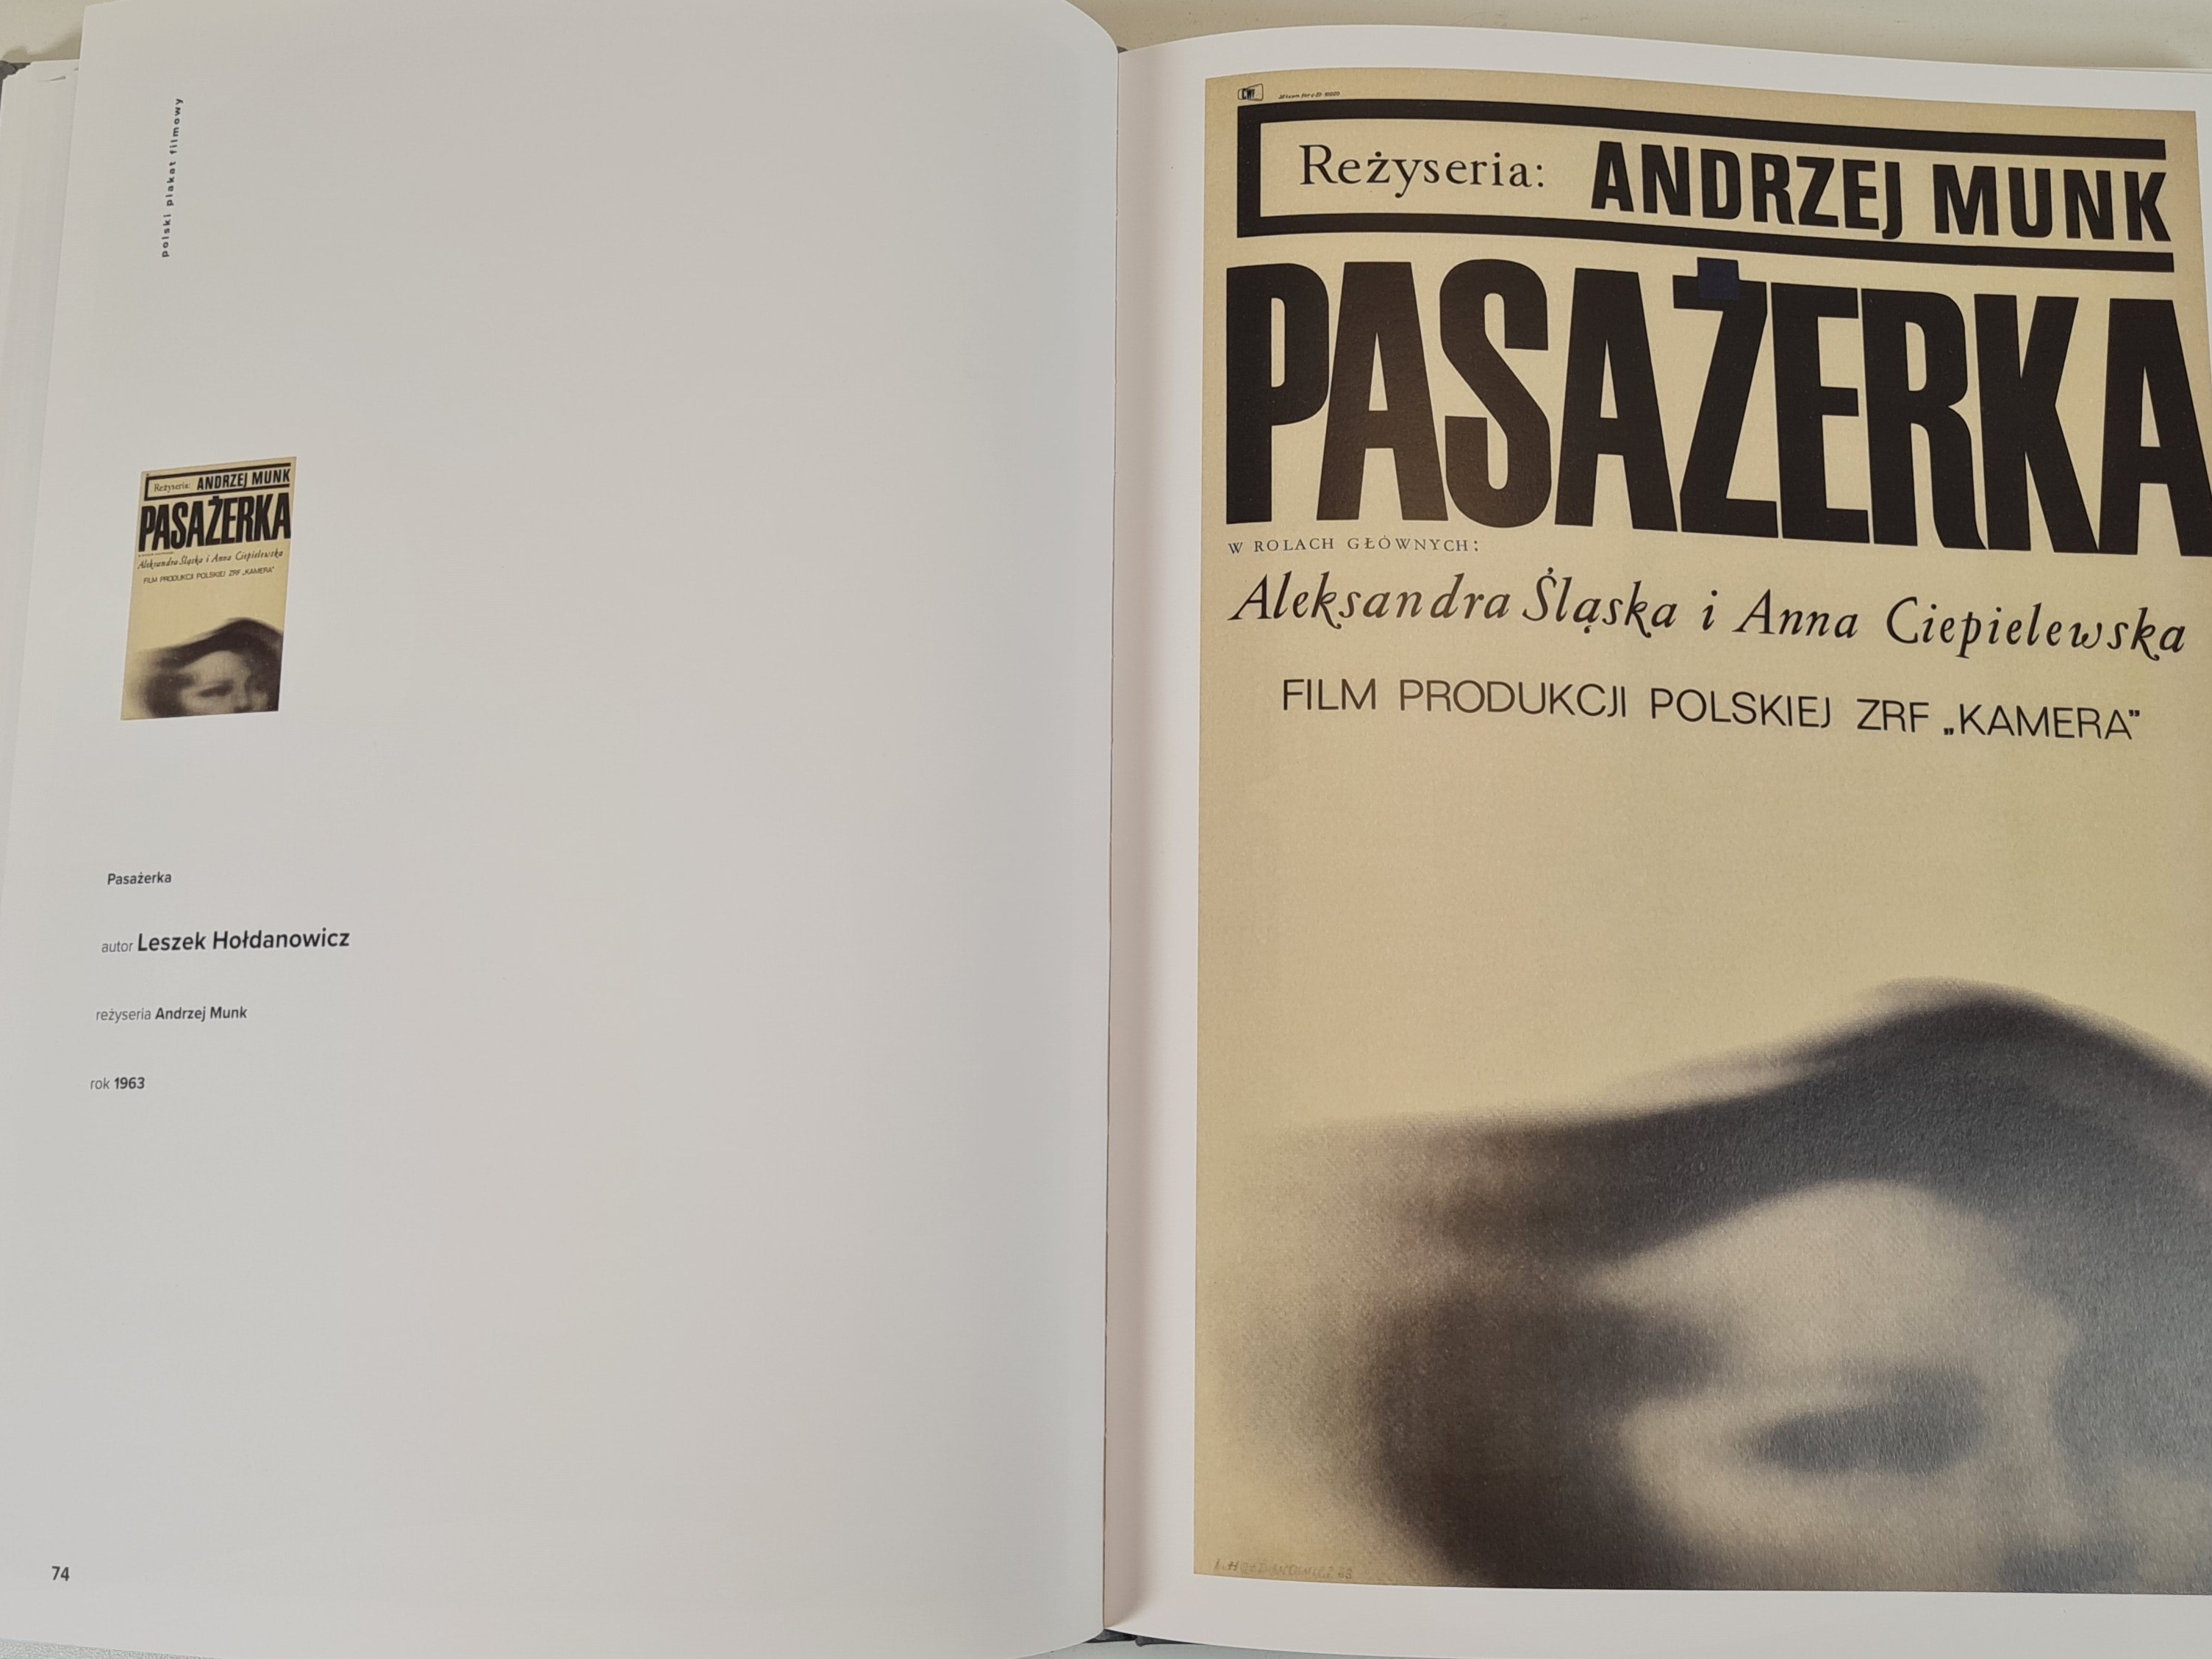 polski plakat filmowy
Reżyseria: ANDRZEJ MUNK
PASAŻERKA
Aleksandra Śląska i Anna Ciepielewska
FILM PRODUKCJI POLSKIEJ ZRF „KAMERA”
Pasażerka
autor Leszek Hołdanowicz
reżyseria Andrzej Munk
rok 1963
74
CWF
Reżyseria: ANDRZEJ MUNK
PASAŻERKA
W ROLACH GŁÓWNYCH:
Aleksandra Śląska i Anna Ciepielewska
FILM PRODUKCJI POLSKIEJ ZRF „KAMERA”